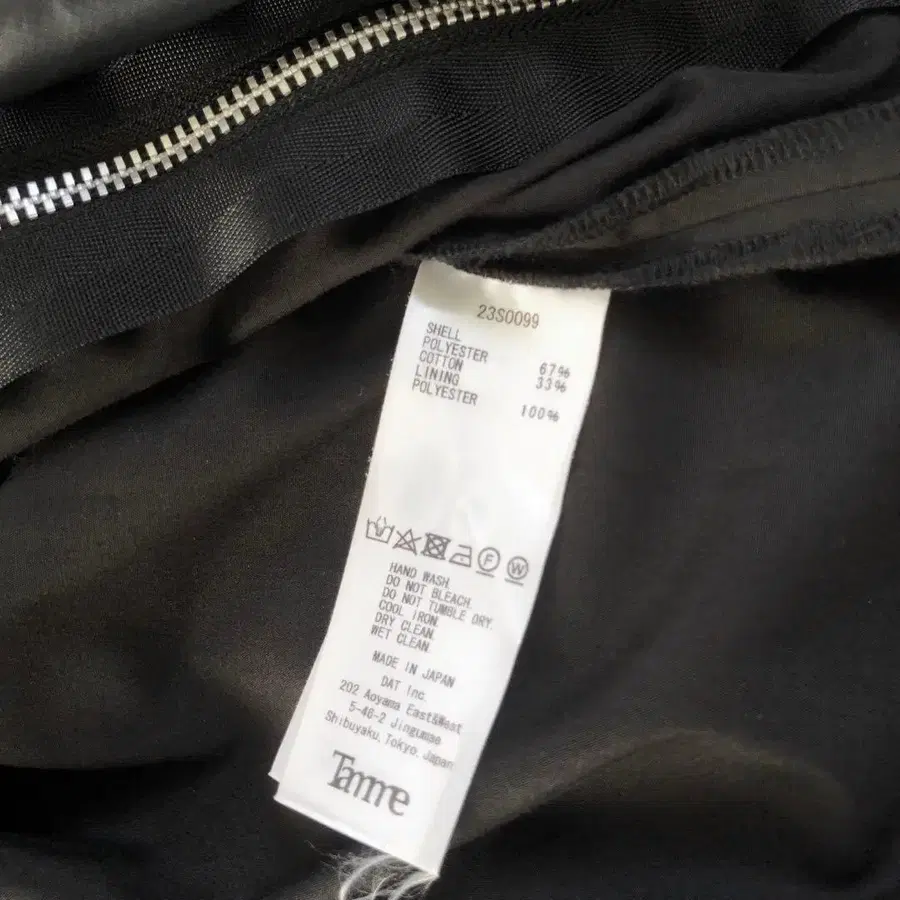 23S0099
SHELL
POLYESTER 67%
COTTON 33%
LINING
POLYESTER 100%
F W
HAND WASH.
DO NOT BLEACH.
DO NOT TUMBLE DRY.
COOL IRON.
DRY CLEAN.
WET CLEAN.
MADE IN JAPAN
DAT Inc.
202 Aoyama East&West
5-46-2 Jingumae
Shibuyaku, Tokyo, Japan
Tamme